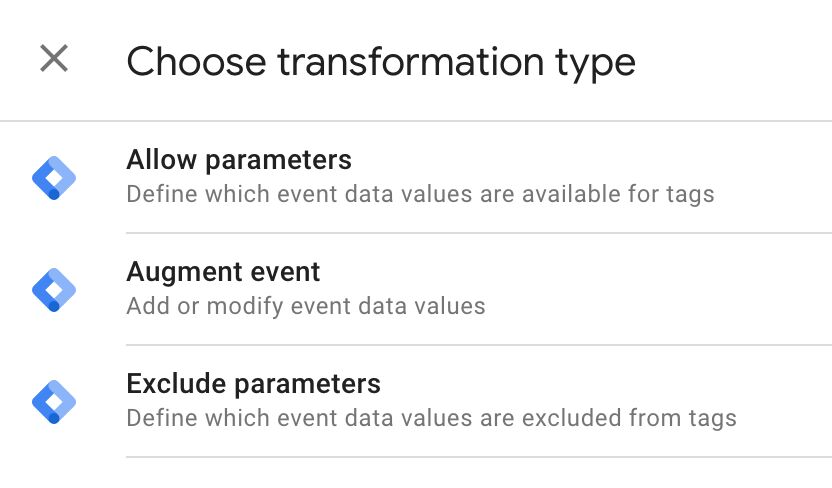 Choose transformation type
Allow parameters
Define which event data values are available for tags
Augment event
Add or modify event data values
Exclude parameters
Define which event data values are excluded from tags